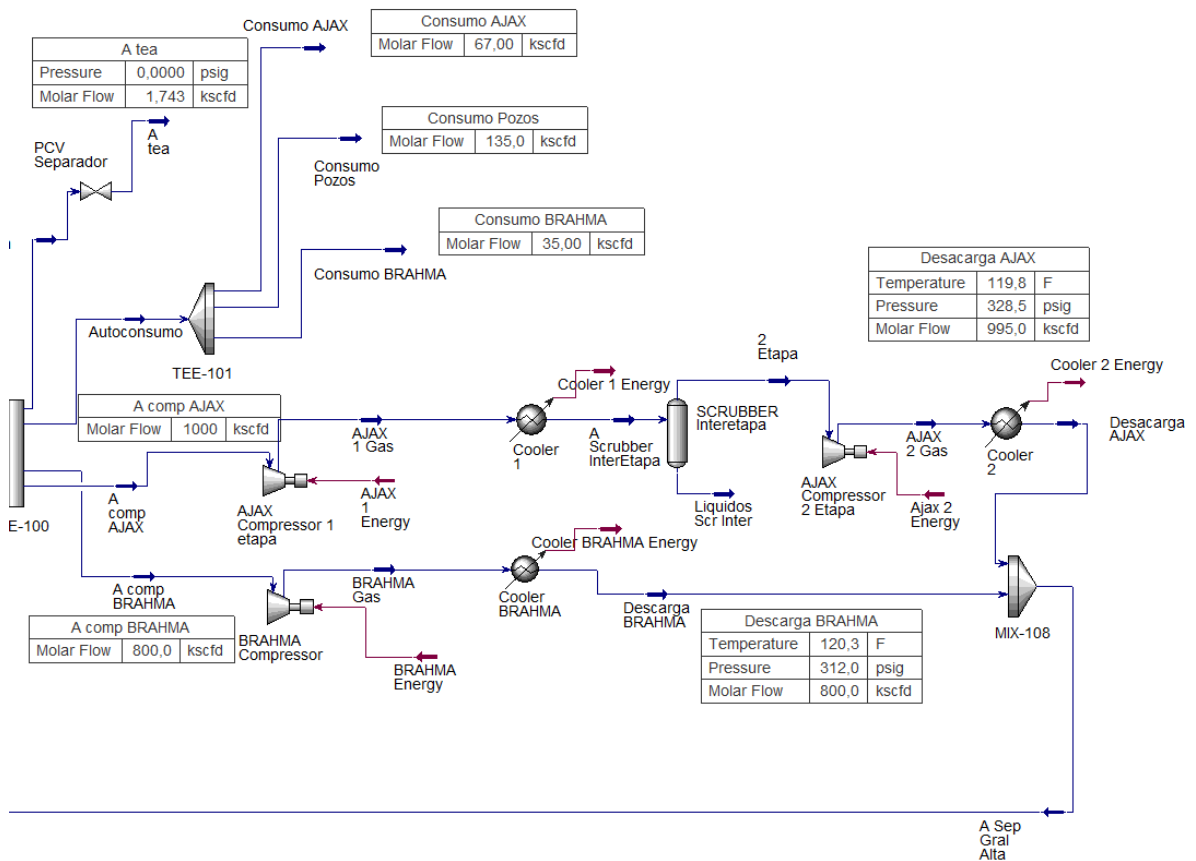 Consumo AJAX
Consumo AJAX
Molar Flow 67,00 kscfd
A tea
Pressure 0,0000 psig
Molar Flow 1,743 kscfd
Consumo Pozos
Molar Flow 135,0 kscfd
A
tea
PCV
Separador
Consumo
Pozos
Consumo BRAHMA
Molar Flow 35,00 kscfd
Consumo BRAHMA
Desacarga AJAX
Temperature 119,8 F
Pressure 328,5 psig
Molar Flow 995,0 kscfd
Autoconsumo
TEE-101
2
Etapa
Cooler 1 Energy
Cooler 2 Energy
A comp AJAX
Molar Flow 1000 kscfd
AJAX
1 Gas
Cooler
1
A
Scrubber
InterEtapa
SCRUBBER
Interetapa
AJAX
2 Gas
Cooler
2
Desacarga
AJAX
E-100
A
comp
AJAX
AJAX
Compressor 1
etapa
AJAX
1
Energy
Liquidos
Scr Inter
AJAX
Compressor
2 Etapa
Ajax 2
Energy
Cooler BRAHMA Energy
A comp
BRAHMA
BRAHMA
Gas
Cooler
BRAHMA
Descarga
BRAHMA
MIX-108
A comp BRAHMA
Molar Flow 800,0 kscfd
BRAHMA
Compressor
BRAHMA
Energy
Descarga BRAHMA
Temperature 120,3 F
Pressure 312,0 psig
Molar Flow 800,0 kscfd
A Sep
Gral
Alta